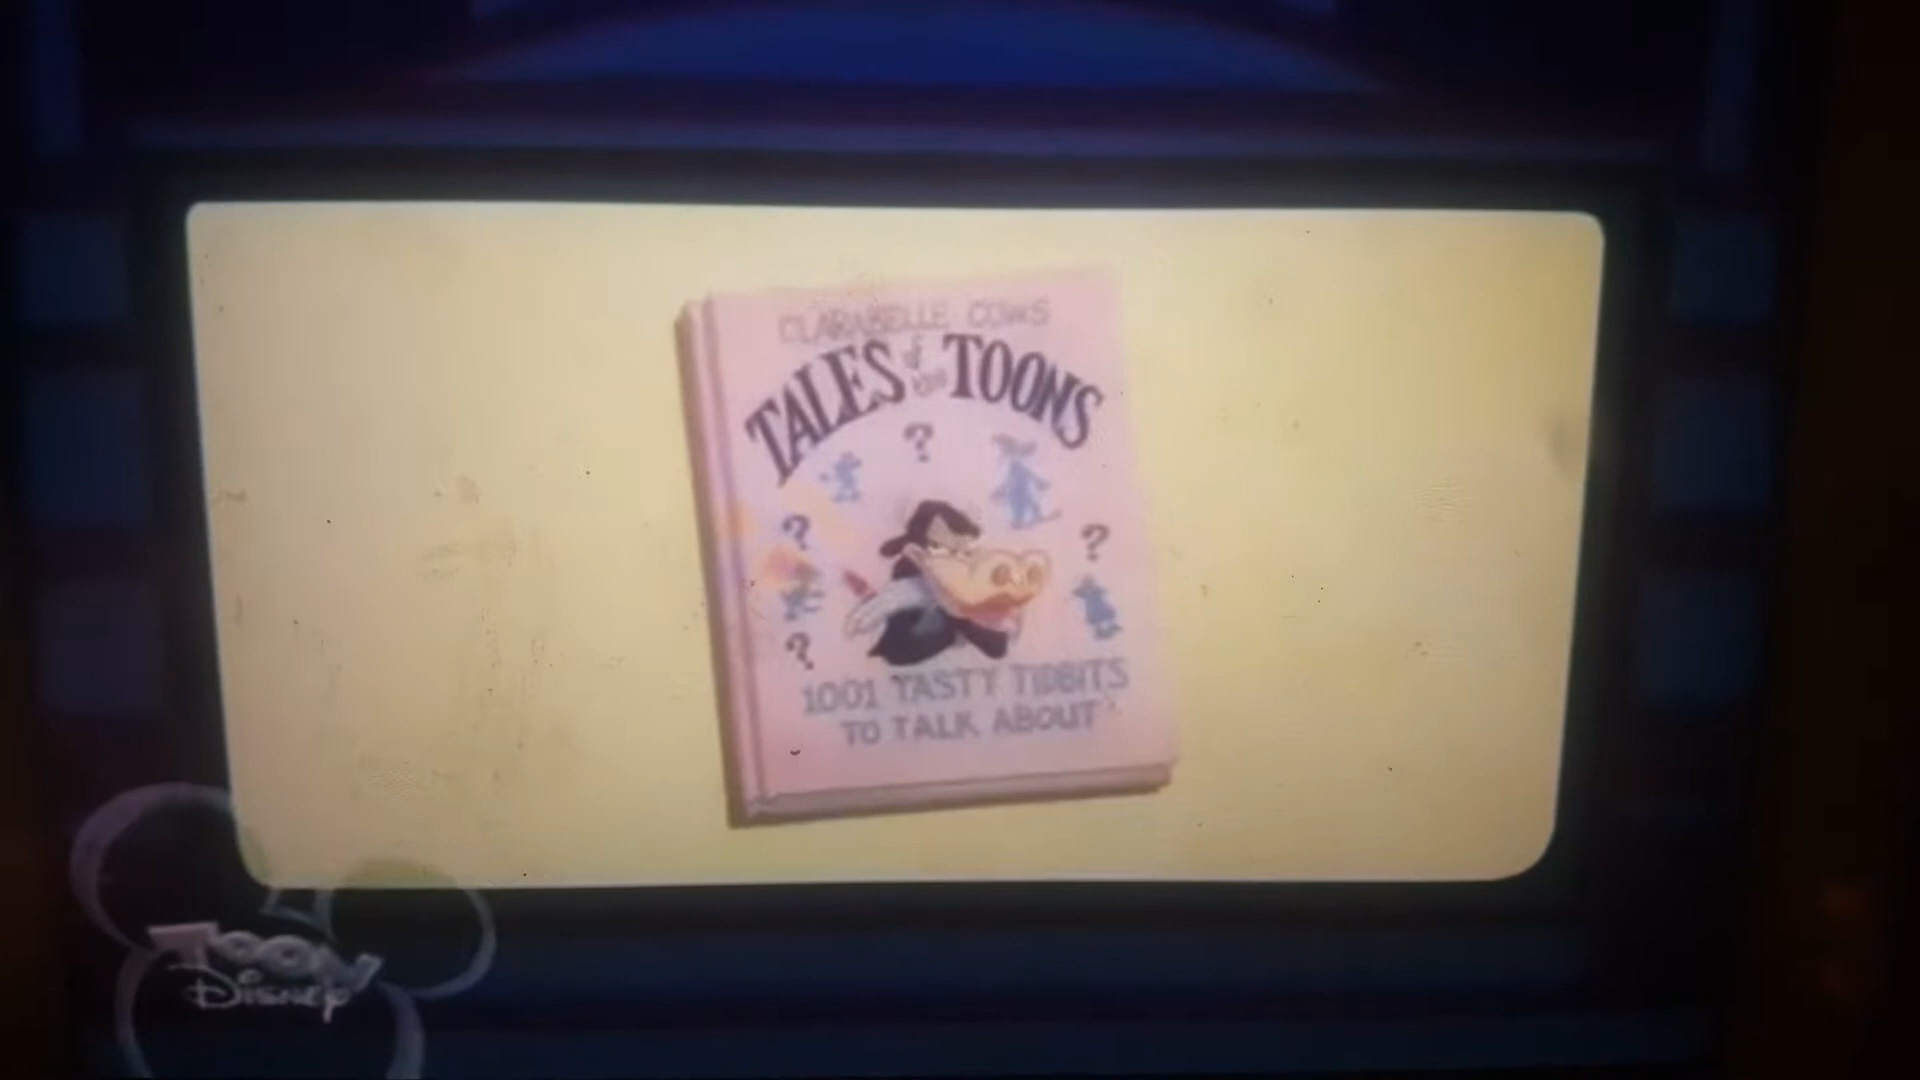 CLARABELLE COWS
TALES of the TOONS
?
?
?
?
1001 TASTY TIDBITS
TO TALK ABOUT
TOON
DISNEY